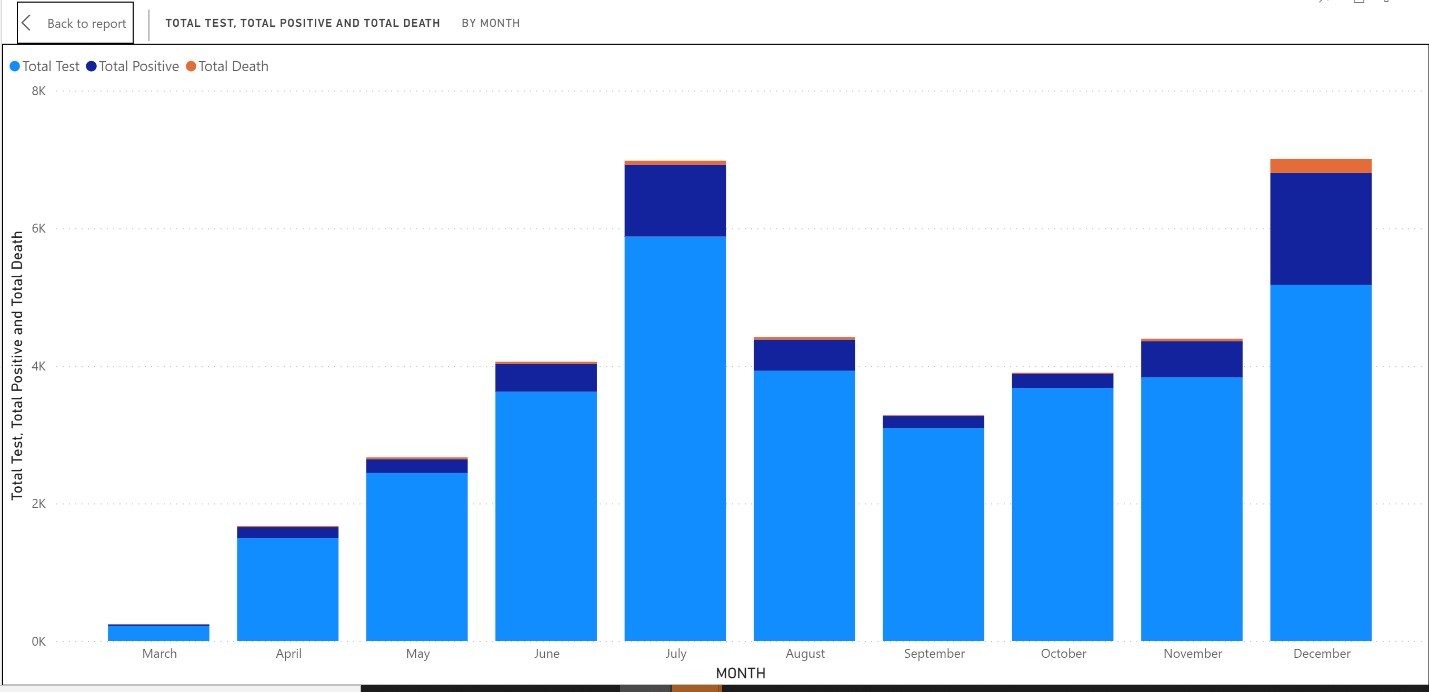 Back to report
TOTAL TEST, TOTAL POSITIVE AND TOTAL DEATH BY MONTH
Total Test Total Positive Total Death
Total Test, Total Positive and Total Death
8K
6K
4K
2K
0K
March April May June July August September October November December
MONTH